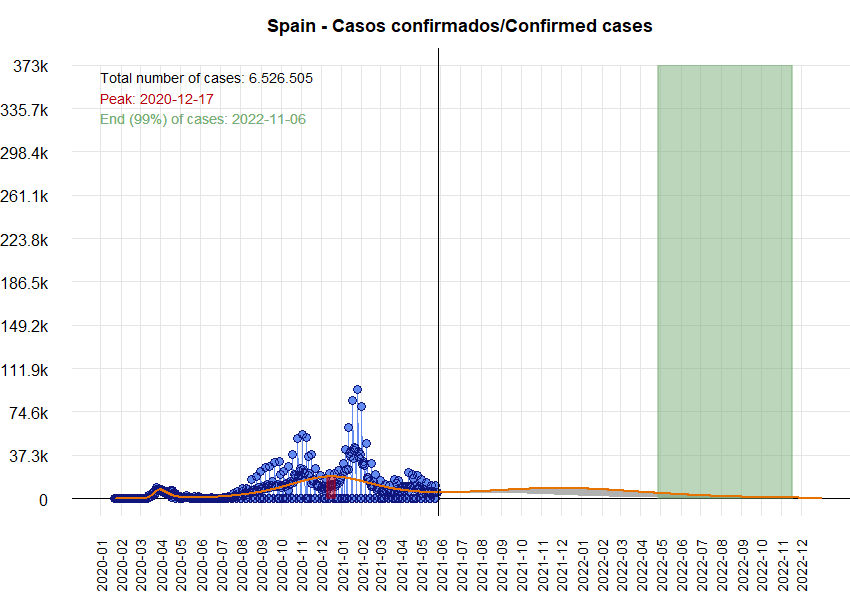 Spain - Casos confirmados/Confirmed cases
373k
Total number of cases: 6.526.505
Peak: 2020-12-17
335.7k
End (99%) of cases: 2022-11-06
298.4k
261.1k
223.8k
186.5k
149.2k
111.9k
74.6k
37.3k
0
2020-01
2020-02
2020-03
2020-04
2020-05
2020-06
2020-07
2020-08
2020-09
2020-10
2020-11
2020-12
2021-01
2021-02
2021-03
2021-04
2021-05
2021-06
2021-07
2021-08
2021-09
2021-10
2021-11
2021-12
2022-01
2022-02
2022-03
2022-04
2022-05
2022-06
2022-07
2022-08
2022-09
2022-10
2022-11
2022-12